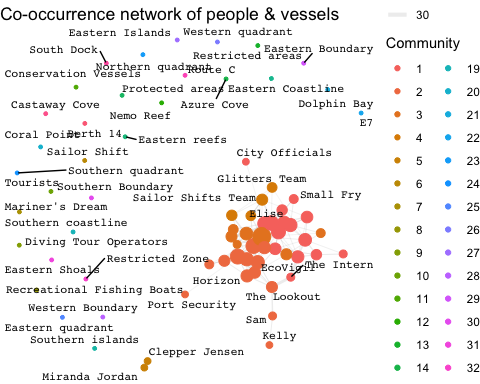 Co-occurrence network of people & vessels
30
Eastern Islands
Western quadrant
South Dock
Restricted areas
Eastern Boundary
Northern quadrant
Route C
Conservation Vessels
Protected areas
Eastern Coastline
Castaway Cove
Nemo Reef
Azure Cove
Dolphin Bay
E7
Coral Point
Berth 14
Eastern reefs
Sailor Shift
City Officials
Southern quadrant
Tourists
Southern Boundary
Glitters Team
Sailor Shifts Team
Small Fry
Mariner's Dream
Elise
Southern coastline
Diving Tour Operators
Restricted Zone
EcoVigil
The Intern
Eastern Shoals
Horizon
Recreational Fishing Boats
The Lookout
Port Security
Western Boundary
Sam
Eastern quadrant
Kelly
Southern islands
Clepper Jensen
Miranda Jordan
Community
1 19
2 20
3 21
4 22
5 23
6 24
7 25
8 26
9 27
10 28
11 29
12 30
13 31
14 32